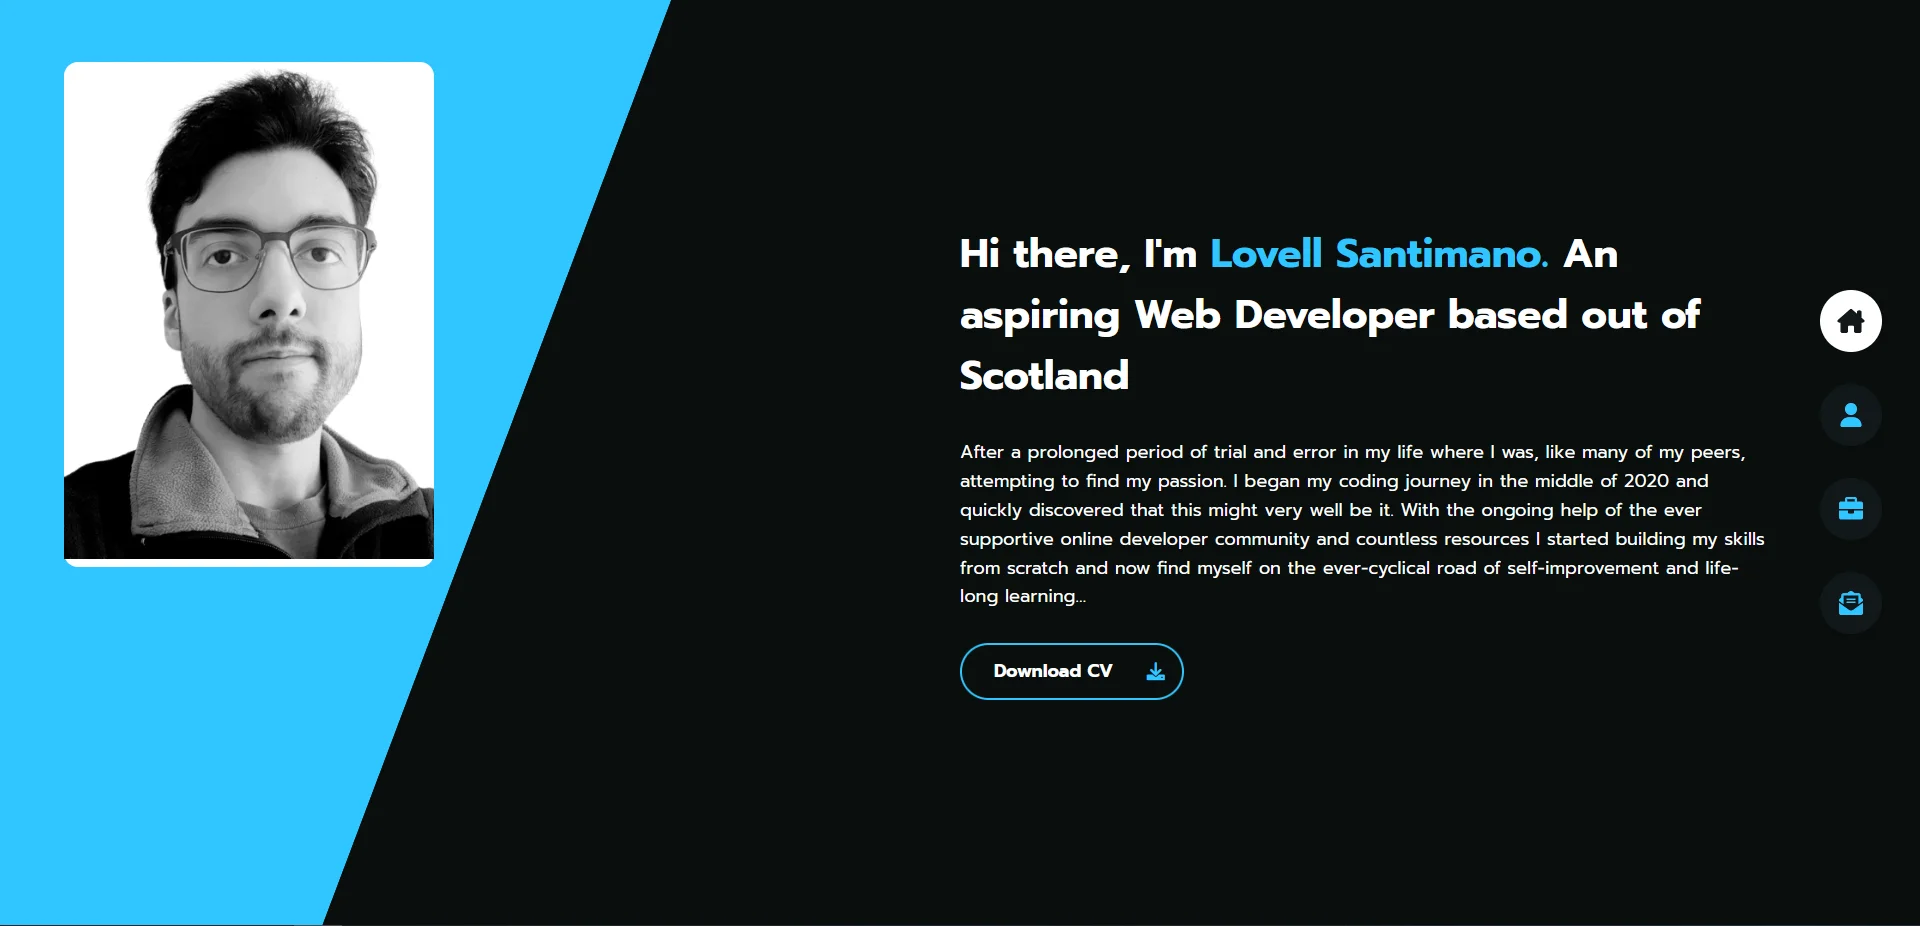 Hi there, I'm Lovell Santimano. An
aspiring Web Developer based out of
Scotland
After a prolonged period of trial and error in my life where I was, like many of my peers,
attempting to find my passion. I began my coding journey in the middle of 2020 and
quickly discovered that this might very well be it. With the ongoing help of the ever
supportive online developer community and countless resources I started building my skills
from scratch and now find myself on the ever-cyclical road of self-improvement and life-
long learning...
Download CV